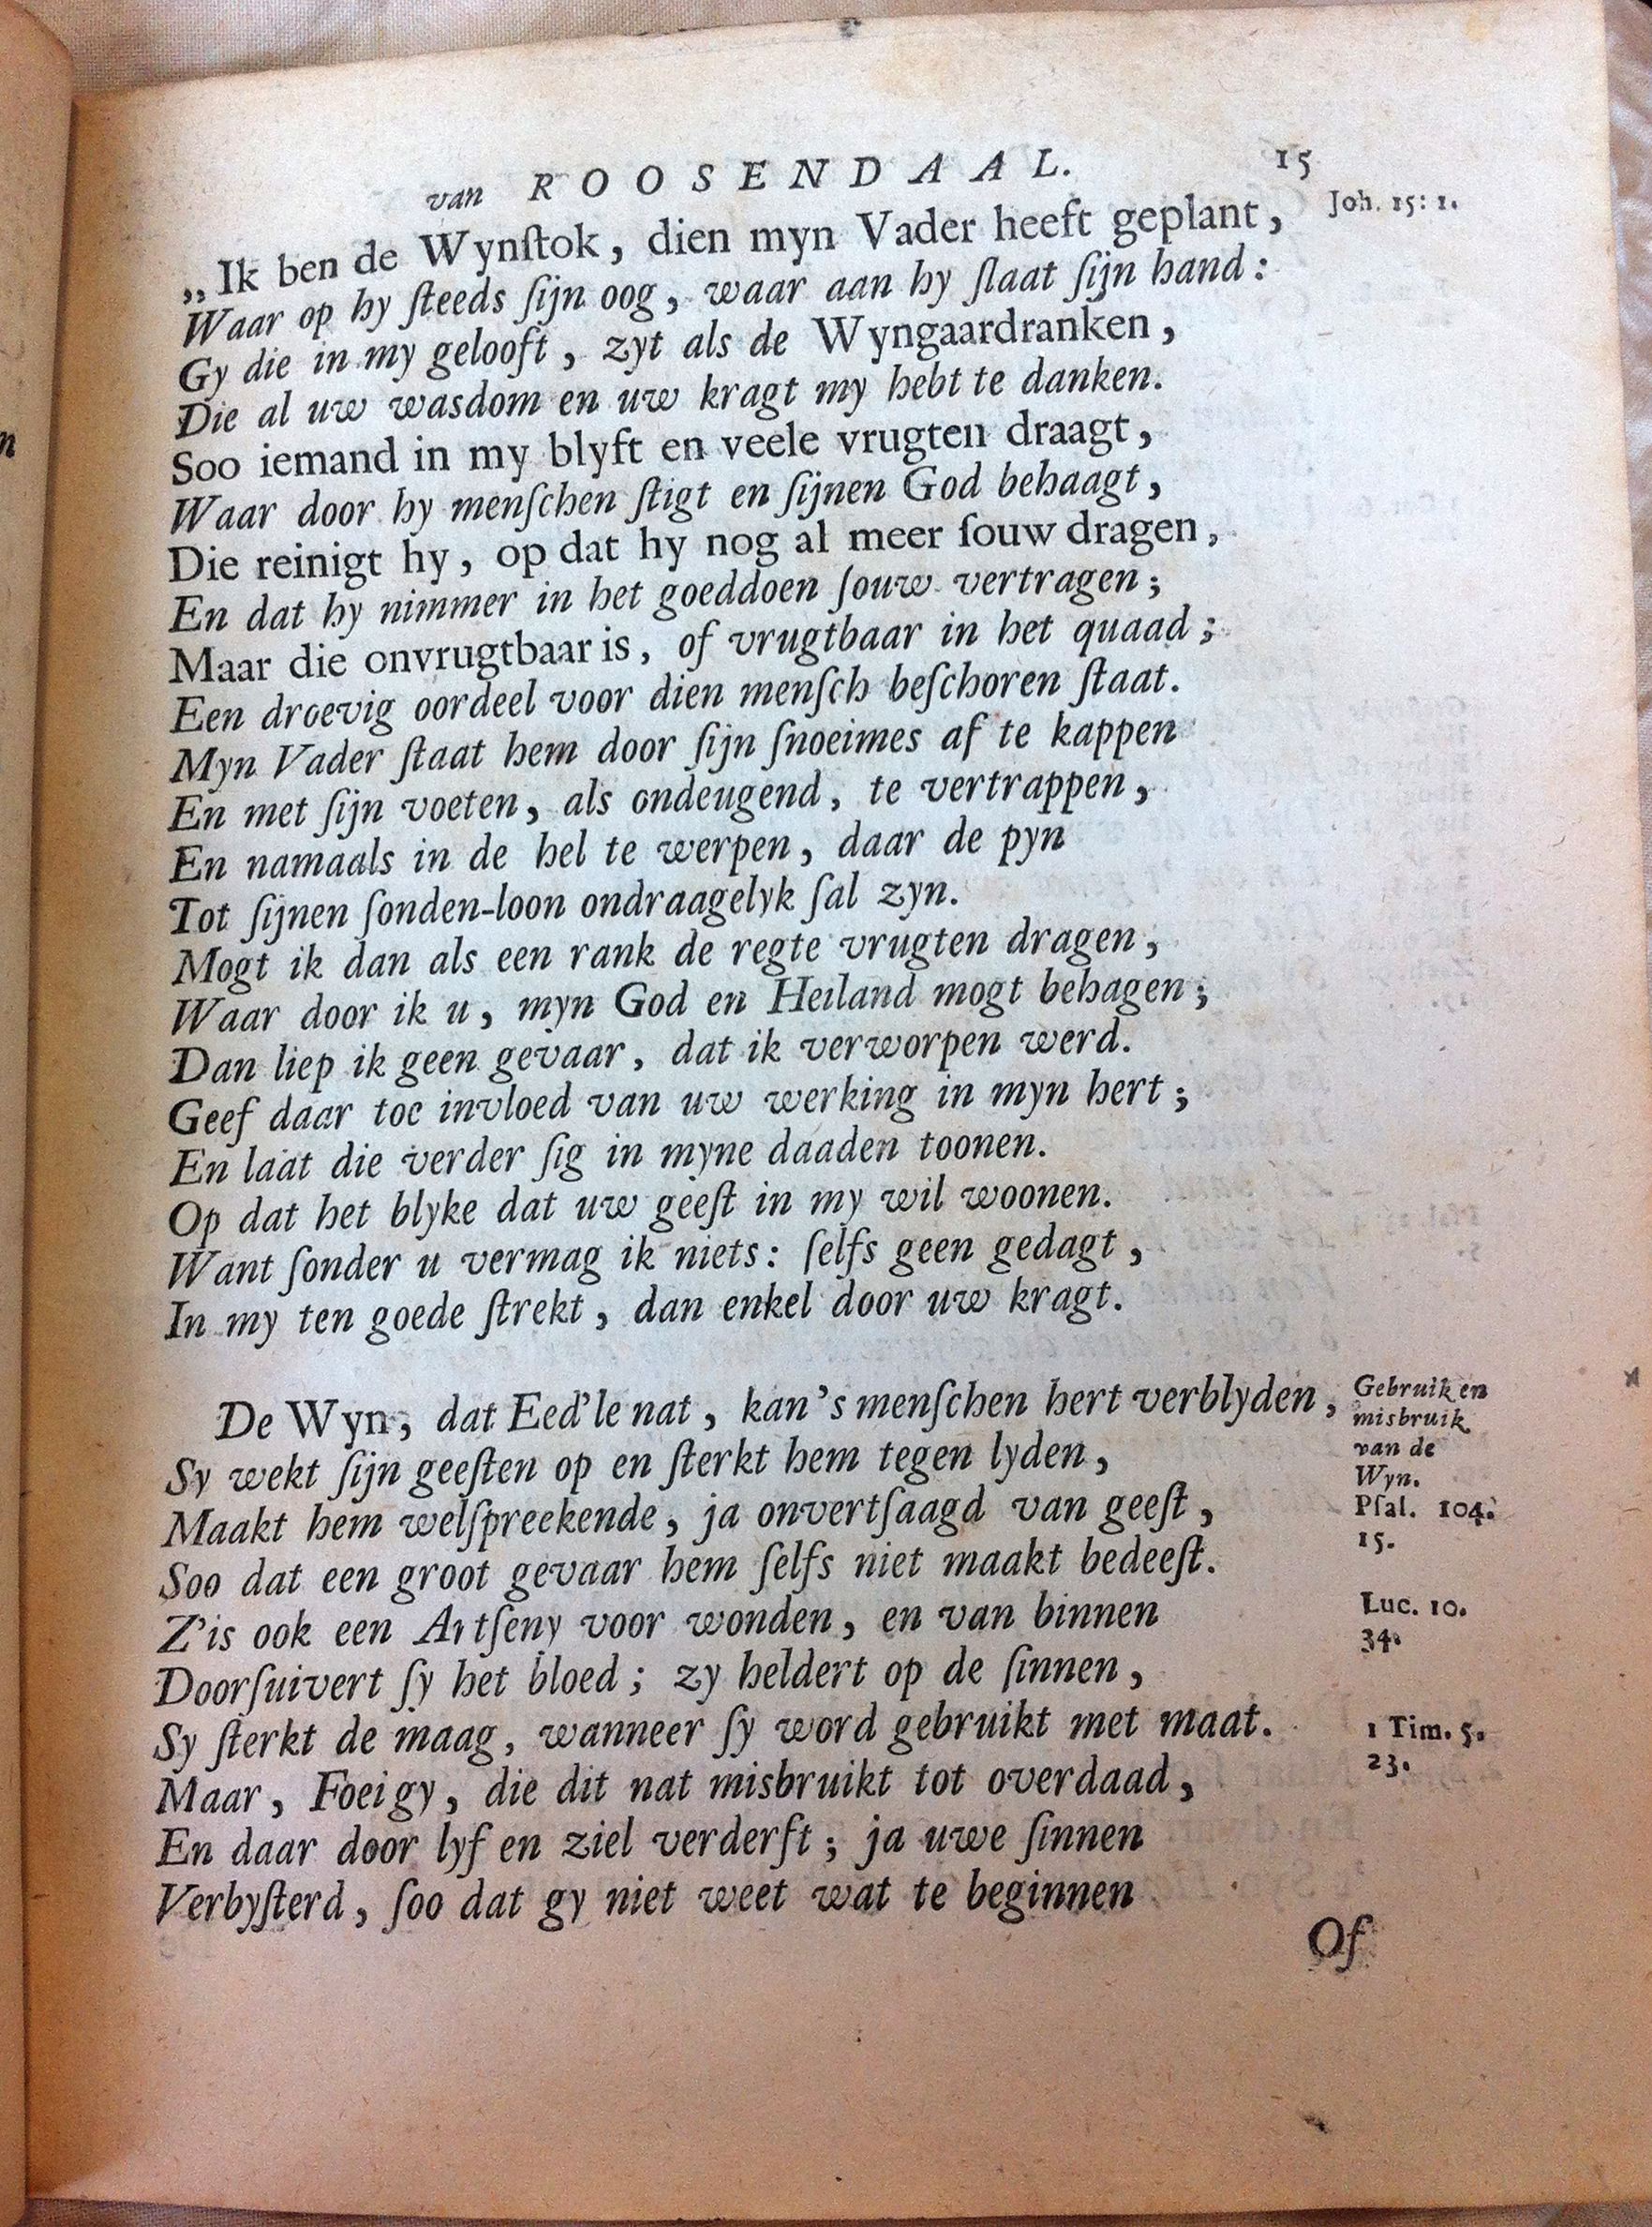 van ROOSENDAAL. 15
„Ik ben de Wynſtok, dien myn Vader heeft geplant, Joh. 15: 1.
Waar op hy ſteeds ſijn oog, waar aan hy ſlaat ſijn hand:
Gy die in my gelooft, zyt als de Wyngaardranken,
Die al uw wasdom en uw kragt my hebt te danken.
Soo iemand in my blyft en veele vrugten draagt,
Waar door hy menſchen ſtigt en ſijnen God behaagt,
Die reinigt hy, op dat hy nog al meer ſouw dragen,
En dat hy nimmer in het goeddoen ſouw vertragen;
Maar die onvrugtbaar is, of vrugtbaar in het quaad;
Een droevig oordeel voor dien menſch beſchoren ſtaat.
Myn Vader ſtaat hem door ſijn ſnoeimes af te kappen
En met ſijn voeten, als ondeugend, te vertrappen,
En namaals in de hel te werpen, daar de pyn
Tot ſijnen ſonden-loon ondraagelyk ſal zyn.
Mogt ik dan als een rank de regte vrugten dragen,
Waar door ik u, myn God en Heiland mogt behagen;
Dan liep ik geen gevaar, dat ik verworpen werd.
Geef daar toe invloed van uw werking in myn hert;
En laat die verder ſig in myne daaden toonen.
Op dat het blyke dat uw geeſt in my wil woonen.
Want ſonder u vermag ik niets: ſelfs geen gedagt,
In my ten goede ſtrekt, dan enkel door uw kragt.
De Wyn, dat Eed'le nat, kan's menſchen hert verblyden,
Sy wekt ſijn geeſten op en ſterkt hem tegen lyden,
Maakt hem welſpreekende, ja onvertſaagd van geeſt,
Soo dat een groot gevaar hem ſelfs niet maakt bedeeſt.
Z'is ook een Artſeny voor wonden, en van binnen
Doorſuivert ſy het bloed; zy heldert op de ſinnen,
Sy ſterkt de maag, wanneer ſy word gebruikt met maat.
Maar, Foei gy, die dit nat misbruikt tot overdaad,
En daar door lyf en ziel verderft; ja uwe ſinnen
Verbyſterd, ſoo dat gy niet weet wat te beginnen
Of
Gebruik en
misbruik
van de
Wyn.
Pſal. 104.
15.
Luc. 10.
34.
1 Tim. 5.
23.